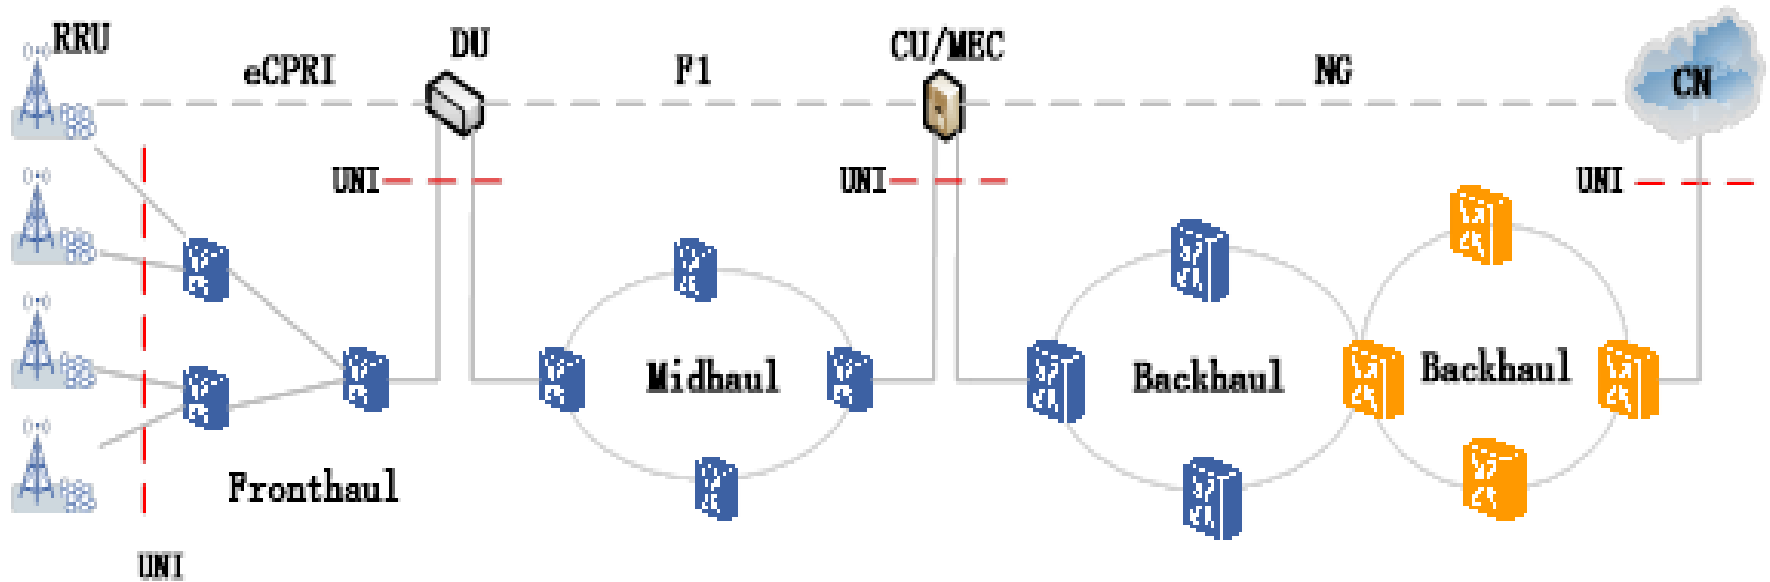 RRU
eCPRI
DU
F1
CU/MEC
NG
CN
UNI
UNI
UNI
Midhaul
Backhaul
Backhaul
Fronthaul
UNI